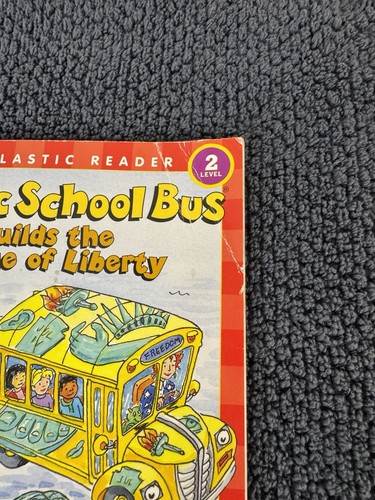 LASTIC READER 2
LEVEL
c School Bus®
uilds the
e of Liberty
FREEDOM